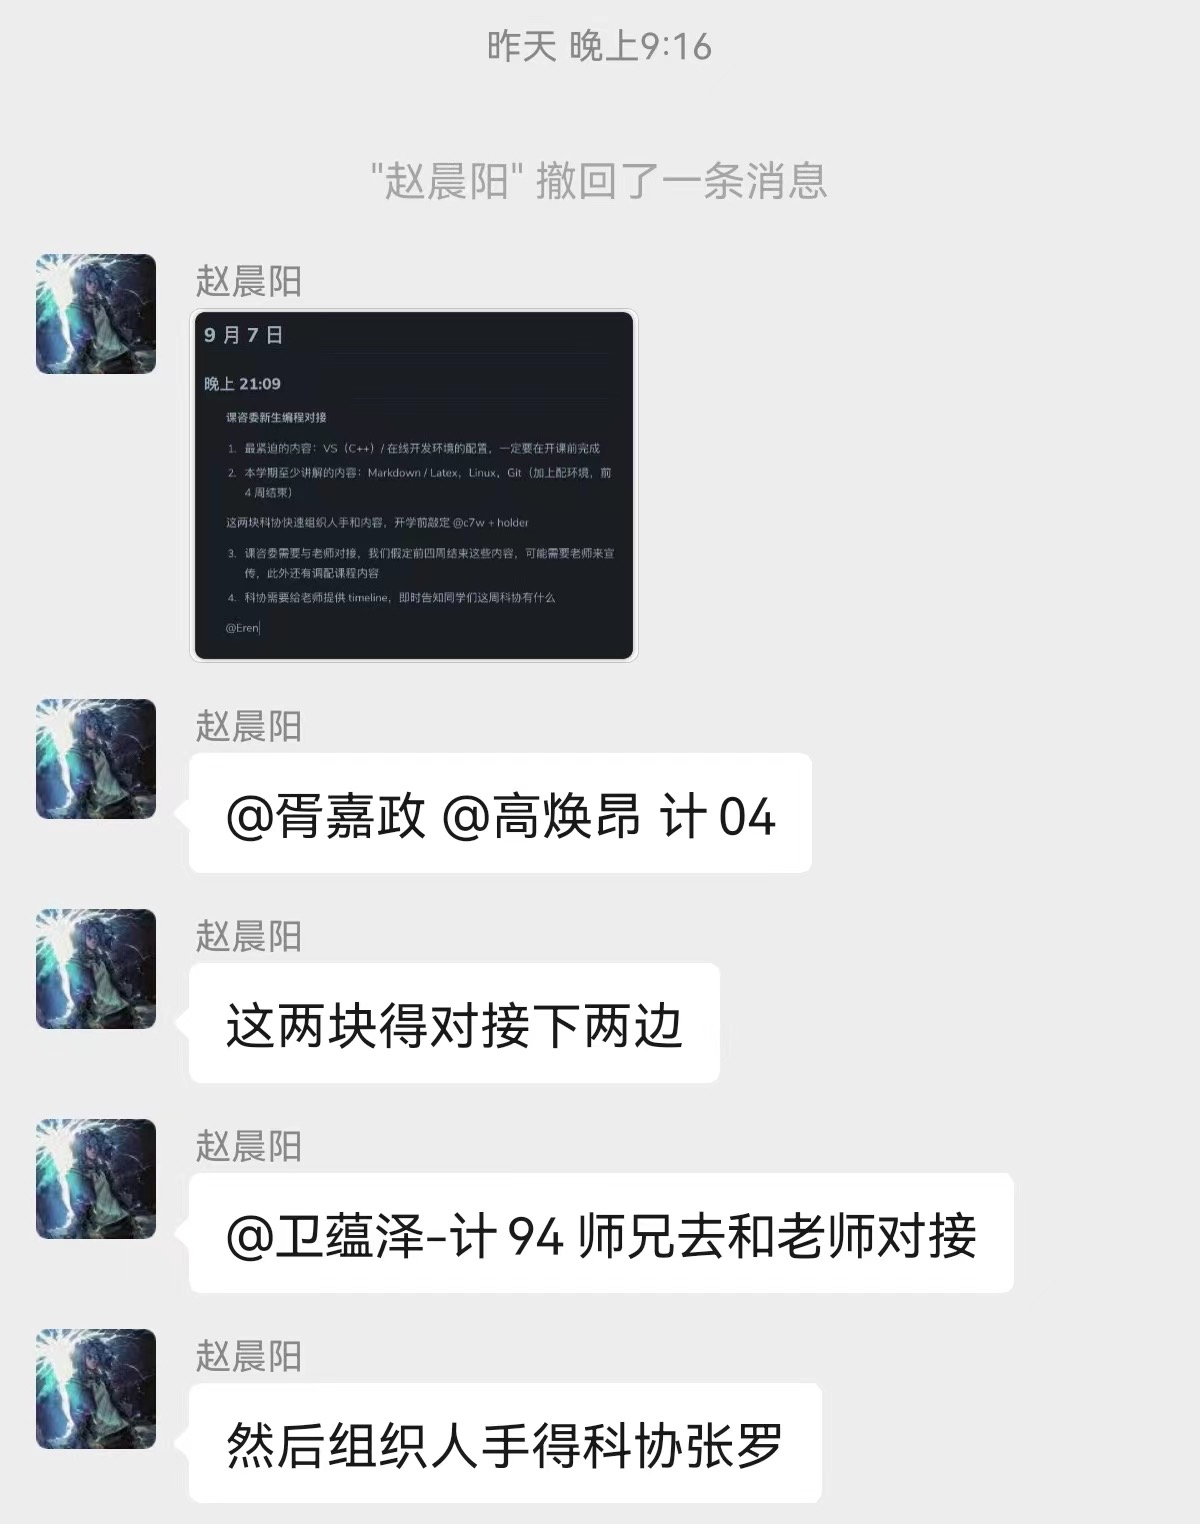 昨天 晚上9:16
"赵晨阳" 撤回了一条消息
赵晨阳
9 月 7 日
晚上 21:09
课咨委新生编程对接
1. 最紧迫的内容：VS（C++）/ 在线开发环境的配置，一定要在开课前完成
2. 本学期至少讲解的内容：Markdown / Latex，Linux，Git（加上配环境，前
4 周结束）
这两块科协快速组织人手和内容，开学前敲定 @c7w + holder
3. 课咨委需要与老师对接，我们假定前四周结束这些内容，可能需要老师来宣
传，此外还有调配课程内容
4. 科协需要给老师提供 timeline，即时告知同学们这周科协有什么
@Eren
赵晨阳
@胥嘉政 @高焕昂 计 04
赵晨阳
这两块得对接下两边
赵晨阳
@卫蕴泽-计 94 师兄去和老师对接
赵晨阳
然后组织人手得科协张罗